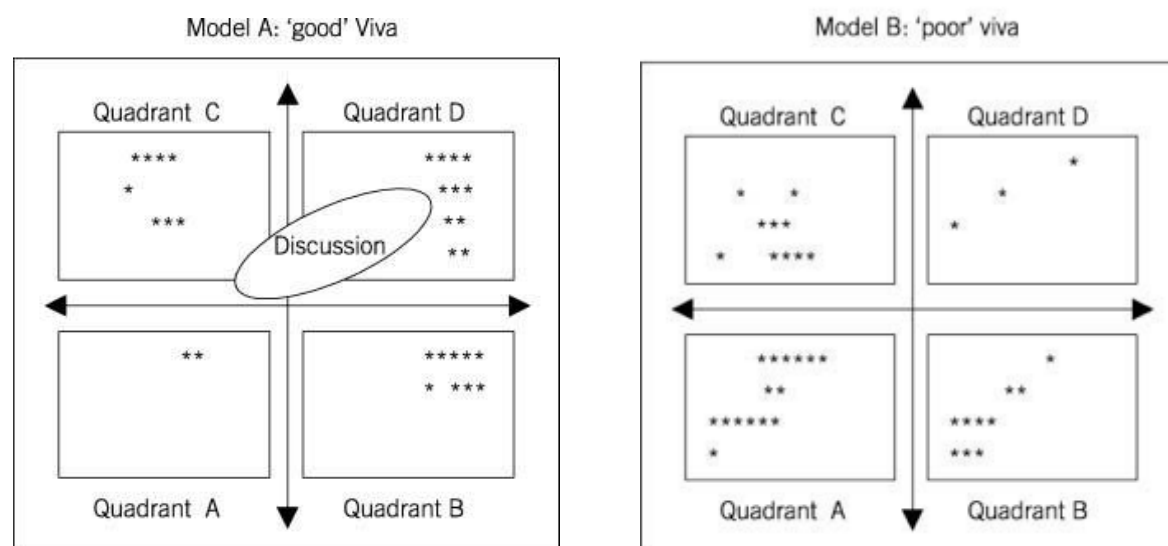 Model A: ‘good’ Viva
Quadrant C
Quadrant D
****
*
***
****
***
**
**
Discussion
**
*****
* ***
Quadrant A
Quadrant B
Model B: ‘poor’ viva
Quadrant C
Quadrant D
* *
***
* ****
*
*
*
******
**
******
*
*
**
****
***
Quadrant A
Quadrant B